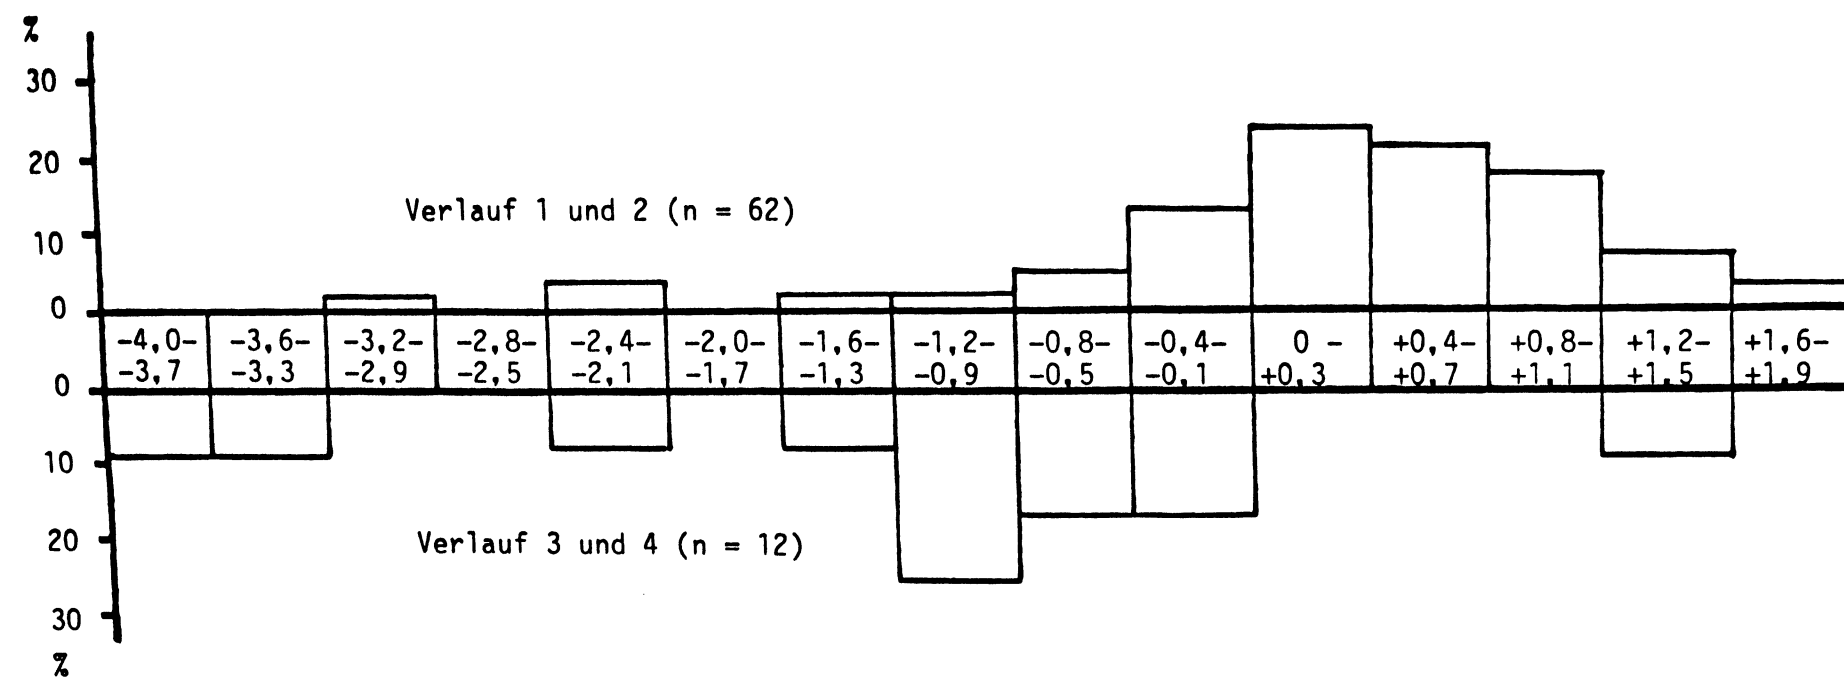 %
30
20
Verlauf 1 und 2 (n = 62)
10
0
-4,0- -3,6- -3,2- -2,8- -2,4- -2,0- -1,6- -1,2- -0,8- -0,4- 0 - +0,4- +0,8- +1,2- +1,6-
-3,7 -3,3 -2,9 -2,5 -2,1 -1,7 -1,3 -0,9 -0,5 -0,1 +0,3 +0,7 +1,1 +1,5 +1,9
0
10
20
Verlauf 3 und 4 (n = 12)
30
%